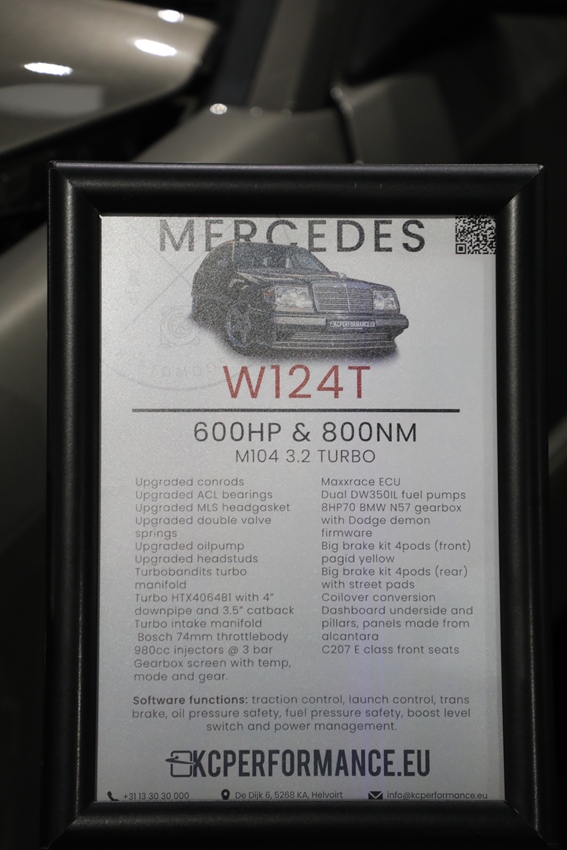 MERCEDES
KCPERFORMANCE.EU
W124T
600HP & 800NM
M104 3.2 TURBO
Upgraded conrods
Upgraded ACL bearings
Upgraded MLS headgasket
Upgraded double valve
springs
Upgraded oilpump
Upgraded headstuds
Turbobandits turbo
manifold
Turbo HTX4064B1 with 4"
downpipe and 3.5" catback
Turbo intake manifold
Bosch 74mm throttlebody
980cc injectors @ 3 bar
Gearbox screen with temp,
mode and gear.
Maxxrace ECU
Dual DW350IL fuel pumps
8HP70 BMW N57 gearbox
with Dodge demon
firmware
Big brake kit 4pods (front)
pagid yellow
Big brake kit 4pods (rear)
with street pads
Coilover conversion
Dashboard underside and
pillars, panels made from
alcantara
C207 E class front seats
Software functions: traction control, launch control, trans
brake, oil pressure safety, fuel pressure safety, boost level
switch and power management.
KCPERFORMANCE.EU
+31 13 30 30 000 De Dijk 6, 5268 KA, Helvoirt info@kcperformance.eu